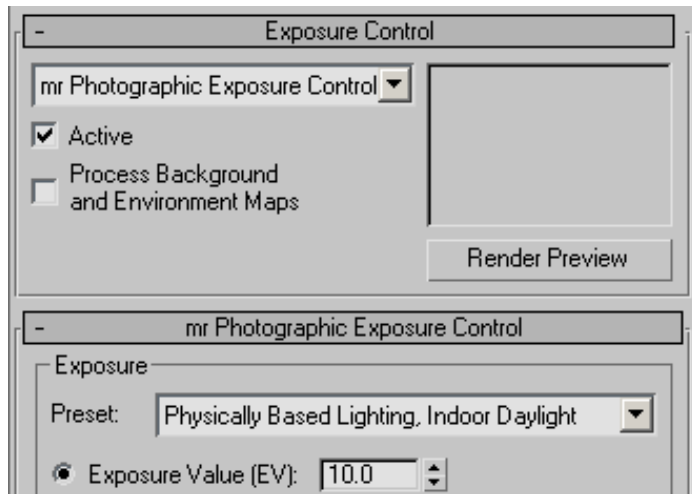 - Exposure Control
mr Photographic Exposure Control
Active
Process Background
and Environment Maps
Render Preview
- mr Photographic Exposure Control
Exposure
Preset: Physically Based Lighting, Indoor Daylight
Exposure Value (EV): 10.0